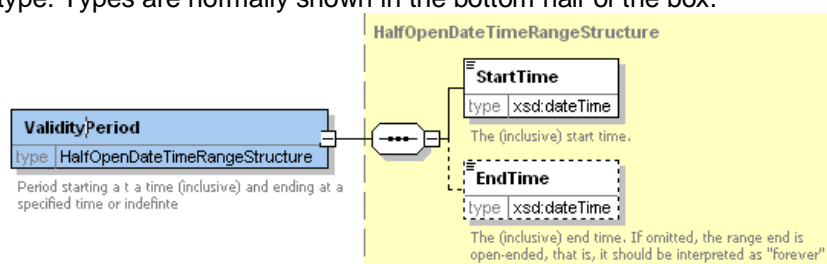 type. Types are normally shown in the bottom half of the box.
HalfOpenDateTimeRangeStructure
StartTime
type xsd:dateTime
The (inclusive) start time.
ValidityPeriod
type HalfOpenDateTimeRangeStructure
Period starting a t a time (inclusive) and ending at a
specified time or indefinte
EndTime
type xsd:dateTime
The (inclusive) end time. If omitted, the range end is
open-ended, that is, it should be interpreted as "forever"